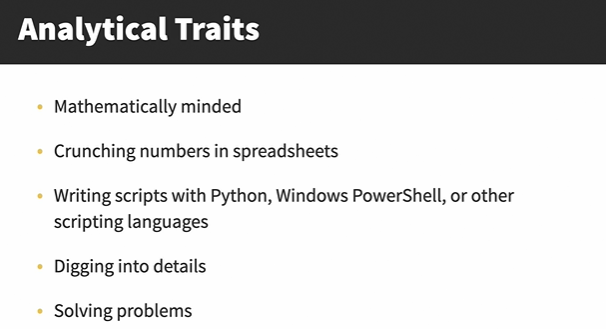 Analytical Traits
• Mathematically minded
• Crunching numbers in spreadsheets
• Writing scripts with Python, Windows PowerShell, or other
scripting languages
• Digging into details
• Solving problems